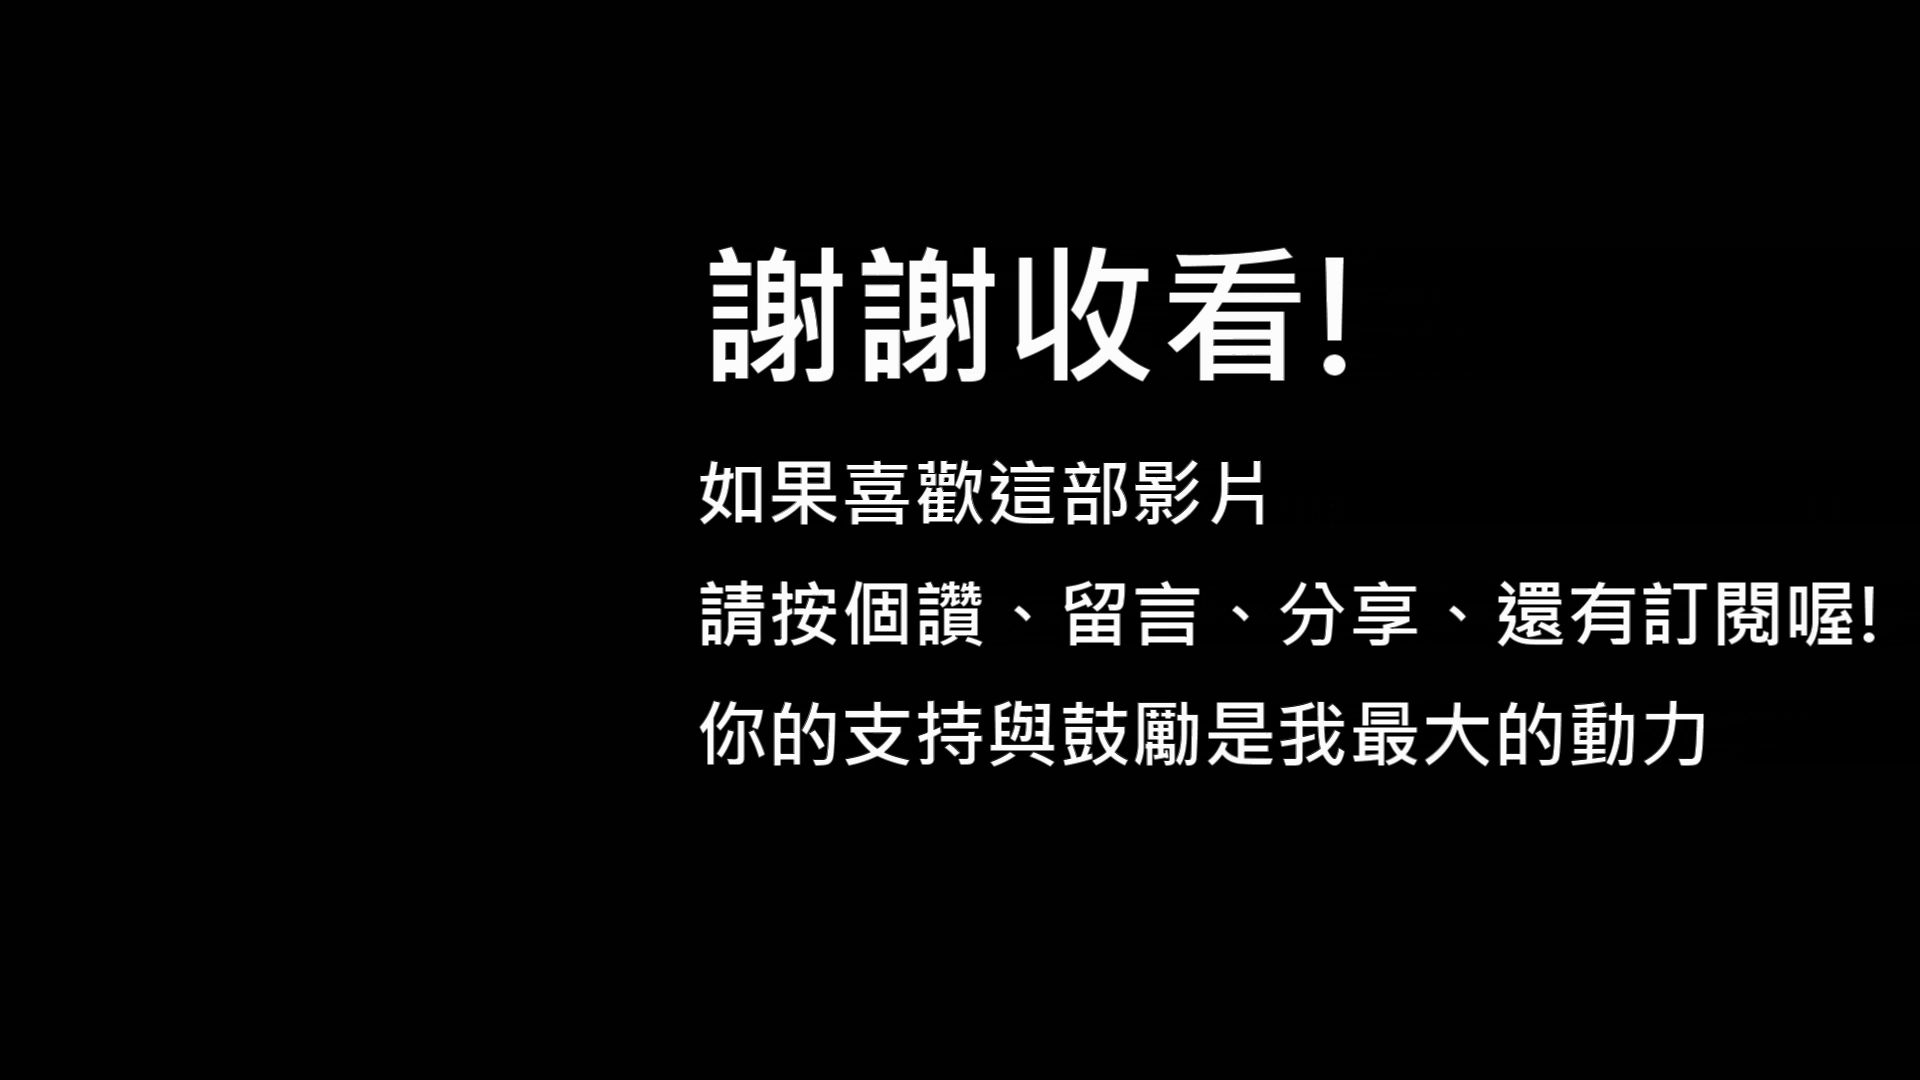 謝謝收看!
如果喜歡這部影片
請按個讚、留言、分享、還有訂閱喔!
你的支持與鼓勵是我最大的動力